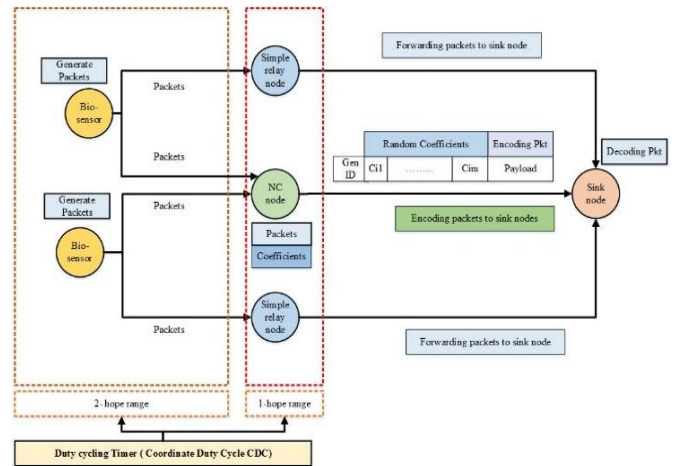 Forwarding packets to sink node
Simple
relay
node
Generate
Packets
Packets
Bio-
sensor
Random Coefficients
Encoding Pkt
Decoding Pkt
Packets
Gen
ID
Ci1
.........
Cim
Payload
NC
node
Sink
node
Generate
Packets
Packets
Encoding packets to sink nodes
Packets
Bio-
sensor
Coefficients
Simple
relay
node
Packets
Forwarding packets to sink node
2- hope range
1-hope range
Duty cycling Timer ( Coordinate Duty Cycle CDC)